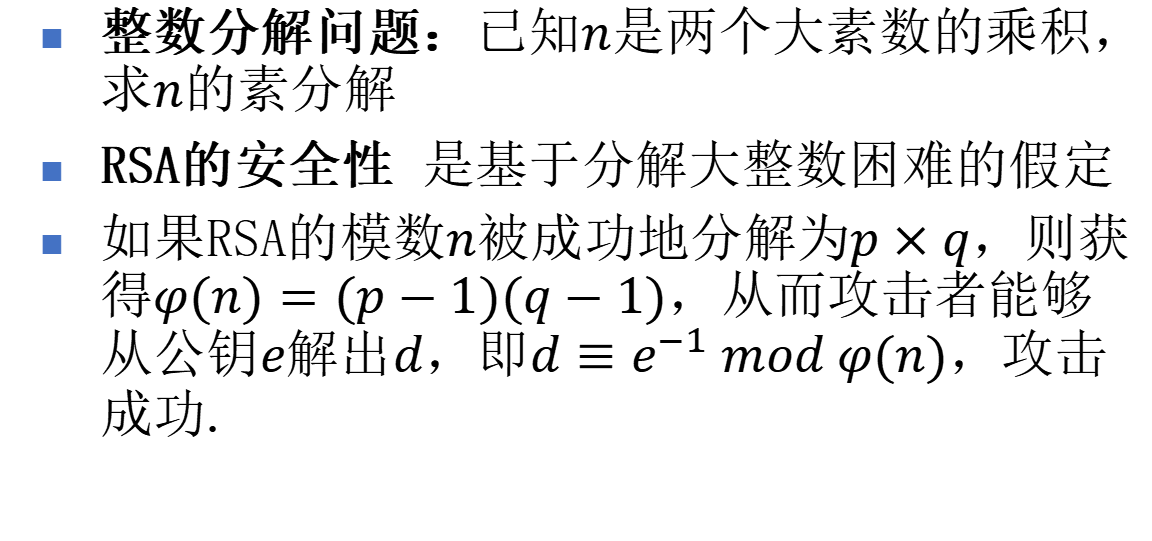 ▪ 整数分解问题：已知n是两个大素数的乘积，
求n的素分解
▪ RSA的安全性 是基于分解大整数困难的假定
▪ 如果RSA的模数n被成功地分解为p × q，则获
得φ(n) = (p − 1)(q − 1)，从而攻击者能够
从公钥e解出d，即d ≡ e⁻¹ mod φ(n)，攻击
成功.